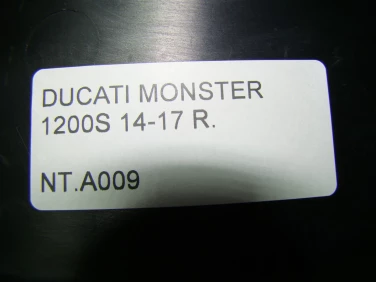 DUCATI MONSTER
1200S 14-17 R.
NT.A009